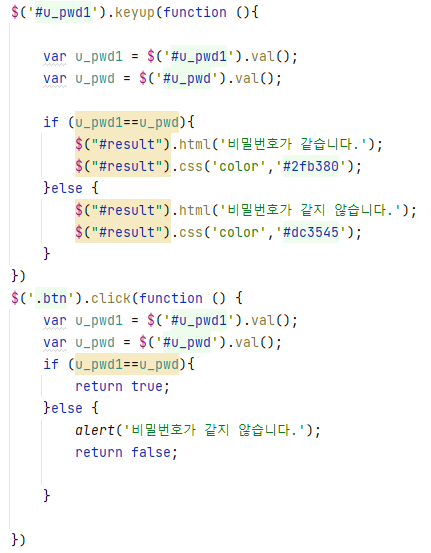 $('#u_pwd1').keyup(function (){
var u_pwd1 = $('#u_pwd1').val();
var u_pwd = $('#u_pwd').val();
if (u_pwd1==u_pwd){
$("#result").html('비밀번호가 같습니다.');
$("#result").css('color','#2fb380');
}else {
$("#result").html('비밀번호가 같지 않습니다.');
$("#result").css('color','#dc3545');
}
})
$('.btn').click(function () {
var u_pwd1 = $('#u_pwd1').val();
var u_pwd = $('#u_pwd').val();
if (u_pwd1==u_pwd){
return true;
}else {
alert('비밀번호가 같지 않습니다.');
return false;
}
})